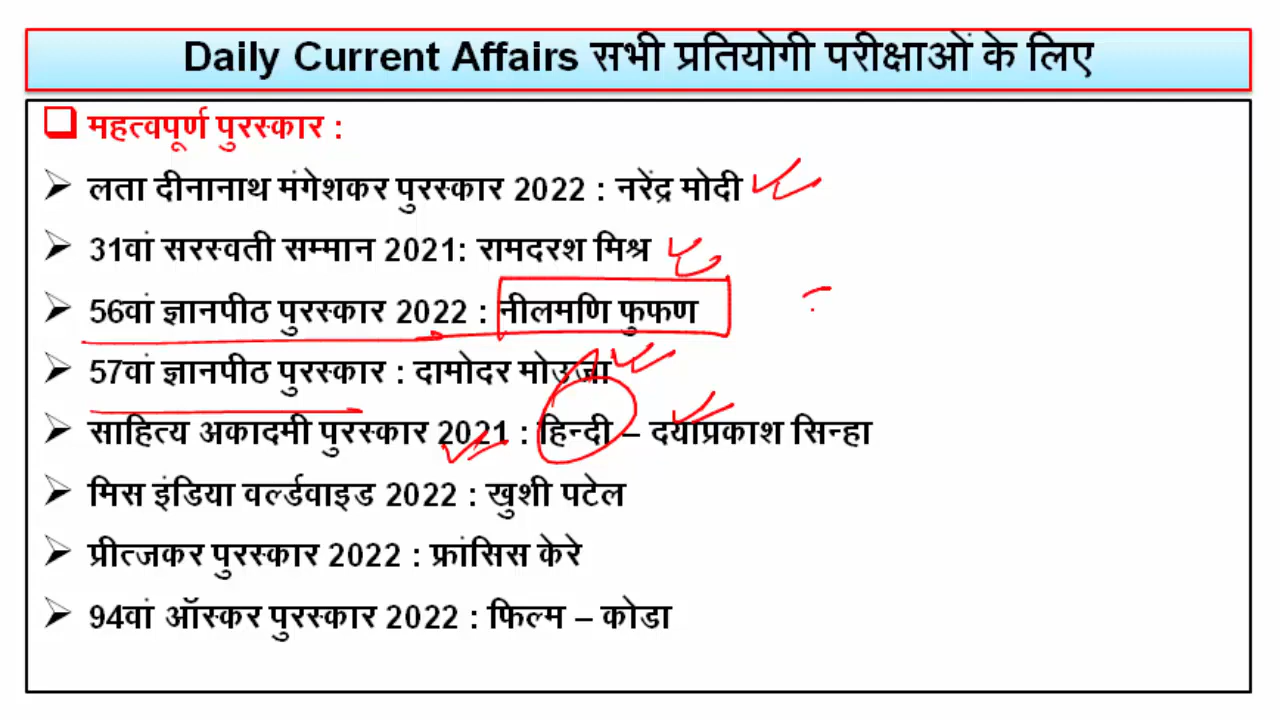 Daily Current Affairs सभी प्रतियोगी परीक्षाओं के लिए
महत्वपूर्ण पुरस्कार :
लता दीनानाथ मंगेशकर पुरस्कार 2022 : नरेंद्र मोदी
31वां सरस्वती सम्मान 2021: रामदरश मिश्र
56वां ज्ञानपीठ पुरस्कार 2022 : नीलमणि फुफण
57वां ज्ञानपीठ पुरस्कार : दामोदर मोउजा
साहित्य अकादमी पुरस्कार 2021 : हिन्दी – दयाप्रकाश सिन्हा
मिस इंडिया वर्ल्डवाइड 2022 : खुशी पटेल
प्रीत्जकर पुरस्कार 2022 : फ्रांसिस केरे
94वां ऑस्कर पुरस्कार 2022 : फिल्म – कोडा